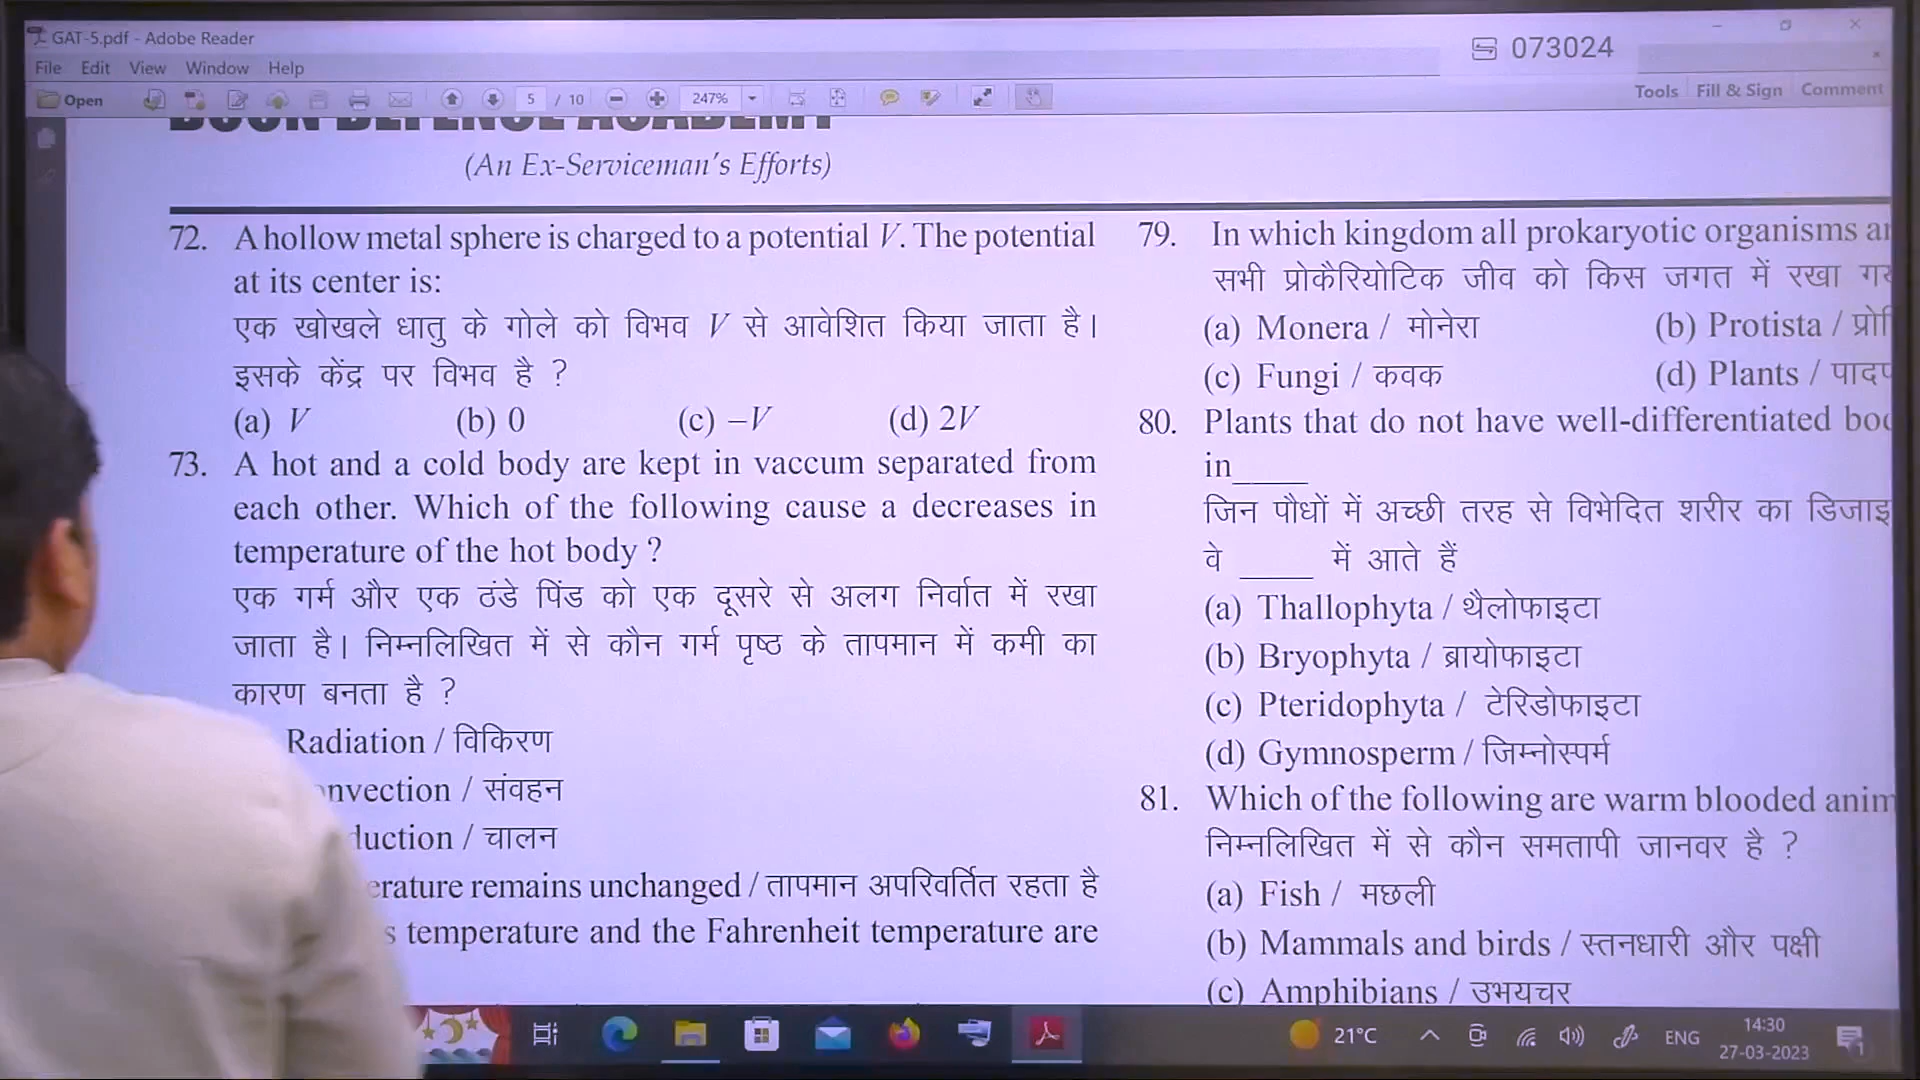 GAT-5.pdf - Adobe Reader
073024
File Edit View Window Help
Open 5 / 10 247% Tools Fill & Sign Comment
(An Ex-Serviceman's Efforts)
72. A hollow metal sphere is charged to a potential V. The potential
at its center is:
एक खोखले धातु के गोले को विभव V से आवेशित किया जाता है।
इसके केंद्र पर विभव है ?
(a) V (b) 0 (c) –V (d) 2V
73. A hot and a cold body are kept in vaccum separated from
each other. Which of the following cause a decreases in
temperature of the hot body ?
एक गर्म और एक ठंडे पिंड को एक दूसरे से अलग निर्वात में रखा
जाता है। निम्नलिखित में से कौन गर्म पृष्ठ के तापमान में कमी का
कारण बनता है ?
Radiation / विकिरण
nvection / संवहन
duction / चालन
erature remains unchanged / तापमान अपरिवर्तित रहता है
s temperature and the Fahrenheit temperature are
79. In which kingdom all prokaryotic organisms
सभी प्रोकैरियोटिक जीव को किस जगत में रखा
(a) Monera / मोनेरा (b) Protista /
(c) Fungi / कवक (d) Plants /
80. Plants that do not have well-differentiated
in____
जिन पौधों में अच्छी तरह से विभेदित शरीर का डिजाइ
वे ____ में आते हैं
(a) Thallophyta / थैलोफाइटा
(b) Bryophyta / ब्रायोफाइटा
(c) Pteridophyta / टेरिडोफाइटा
(d) Gymnosperm / जिम्नोस्पर्म
81. Which of the following are warm blooded anim
निम्नलिखित में से कौन समतापी जानवर है ?
(a) Fish / मछली
(b) Mammals and birds / स्तनधारी और पक्षी
(c) Amphibians / उभयचर
21°C ENG 14:30
27-03-2023